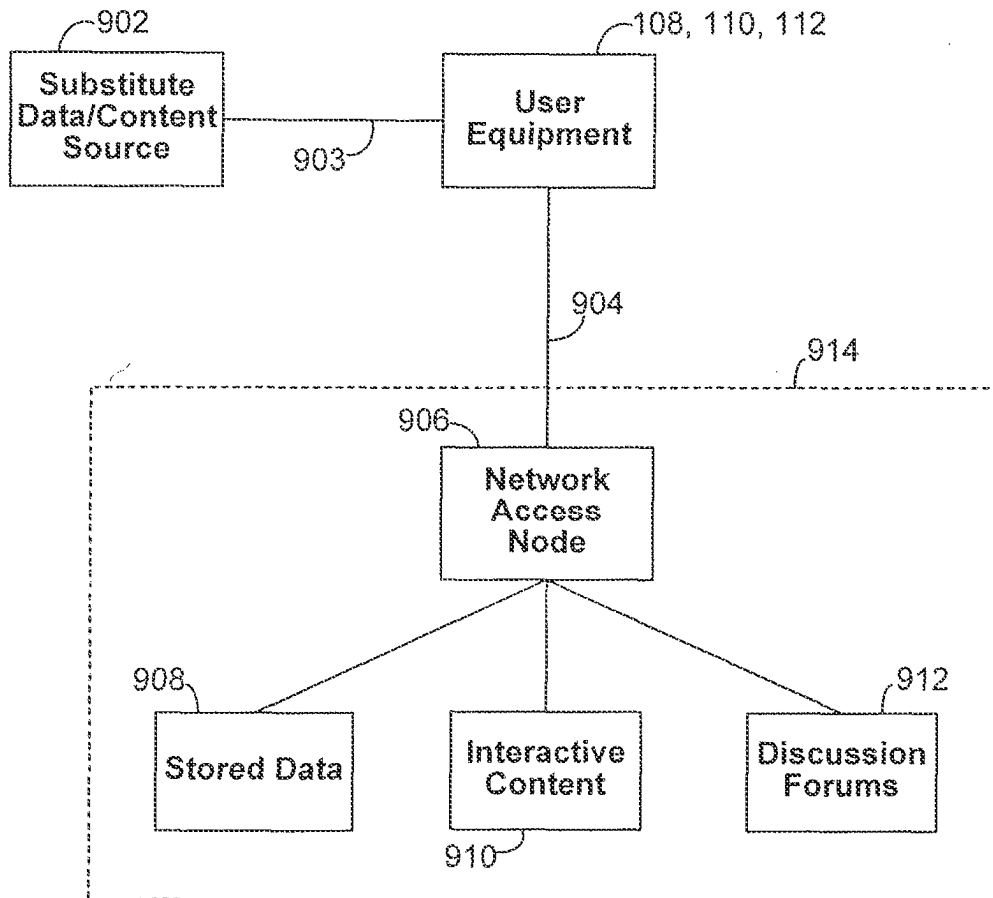 902
108, 110, 112
Substitute
Data/Content
Source
User
Equipment
903
904
914
906
Network
Access
Node
908
912
Stored Data
Interactive
Content
Discussion
Forums
910